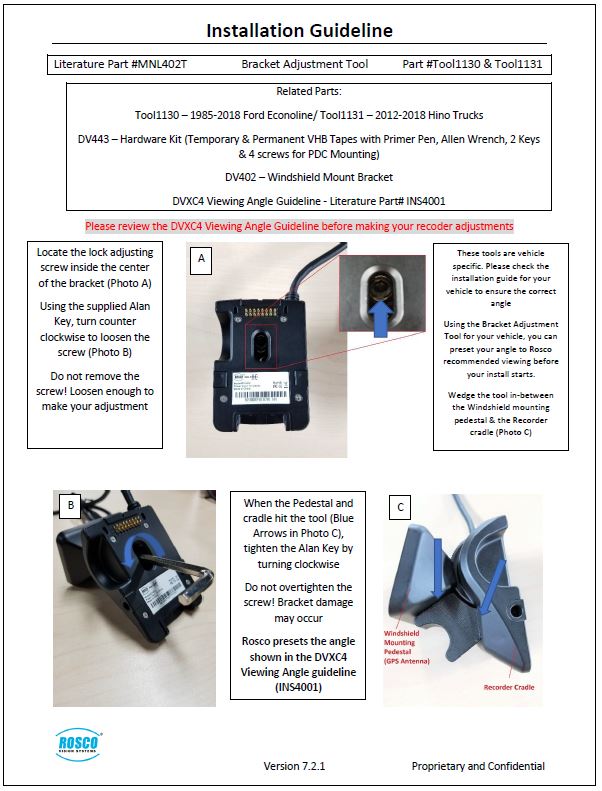 Installation Guideline
Literature Part #MNL402T Bracket Adjustment Tool Part #Tool1130 & Tool1131
Related Parts:
Tool1130 – 1985-2018 Ford Econoline/ Tool1131 – 2012-2018 Hino Trucks
DV443 – Hardware Kit (Temporary & Permanent VHB Tapes with Primer Pen, Allen Wrench, 2 Keys
& 4 screws for PDC Mounting)
DV402 – Windshield Mount Bracket
DVXC4 Viewing Angle Guideline - Literature Part# INS4001
Please review the DVXC4 Viewing Angle Guideline before making your recoder adjustments
Locate the lock adjusting
screw inside the center
of the bracket (Photo A)
Using the supplied Alan
Key, turn counter
clockwise to loosen the
screw (Photo B)
Do not remove the
screw! Loosen enough to
make your adjustment
A
ROSCO
These tools are vehicle
specific. Please check the
installation guide for your
vehicle to ensure the correct
angle
Using the Bracket Adjustment
Tool for your vehicle, you can
preset your angle to Rosco
recommended viewing before
your install starts.
Wedge the tool in-between
the Windshield mounting
pedestal & the Recorder
cradle (Photo C)
B
When the Pedestal and
cradle hit the tool (Blue
Arrows in Photo C),
tighten the Alan Key by
turning clockwise
Do not overtighten the
screw! Bracket damage
may occur
Rosco presets the angle
shown in the DVXC4
Viewing Angle guideline
(INS4001)
C
Windshield
Mounting
Pedestal
(GPS Antenna)
Recorder Cradle
ROSCO
VISION SYSTEMS
Version 7.2.1 Proprietary and Confidential